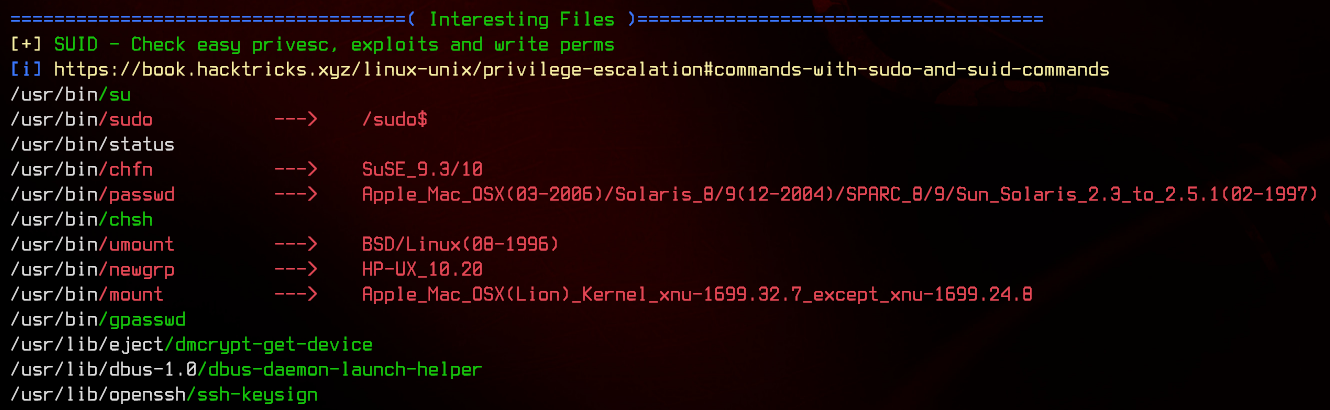 ====================================( Interesting Files )=====================================
[+] SUID - Check easy privesc, exploits and write perms
[i] https://book.hacktricks.xyz/linux-unix/privilege-escalation#commands-with-sudo-and-suid-commands
/usr/bin/su
/usr/bin/sudo           --->    /sudo$
/usr/bin/status
/usr/bin/chfn           --->    SuSE_9.3/10
/usr/bin/passwd         --->    Apple_Mac_OSX(03-2006)/Solaris_8/9(12-2004)/SPARC_8/9/Sun_Solaris_2.3_to_2.5.1(02-1997)
/usr/bin/chsh
/usr/bin/umount         --->    BSD/Linux(08-1996)
/usr/bin/newgrp         --->    HP-UX_10.20
/usr/bin/mount          --->    Apple_Mac_OSX(Lion)_Kernel_xnu-1699.32.7_except_xnu-1699.24.8
/usr/bin/gpasswd
/usr/lib/eject/dmcrypt-get-device
/usr/lib/dbus-1.0/dbus-daemon-launch-helper
/usr/lib/openssh/ssh-keysign